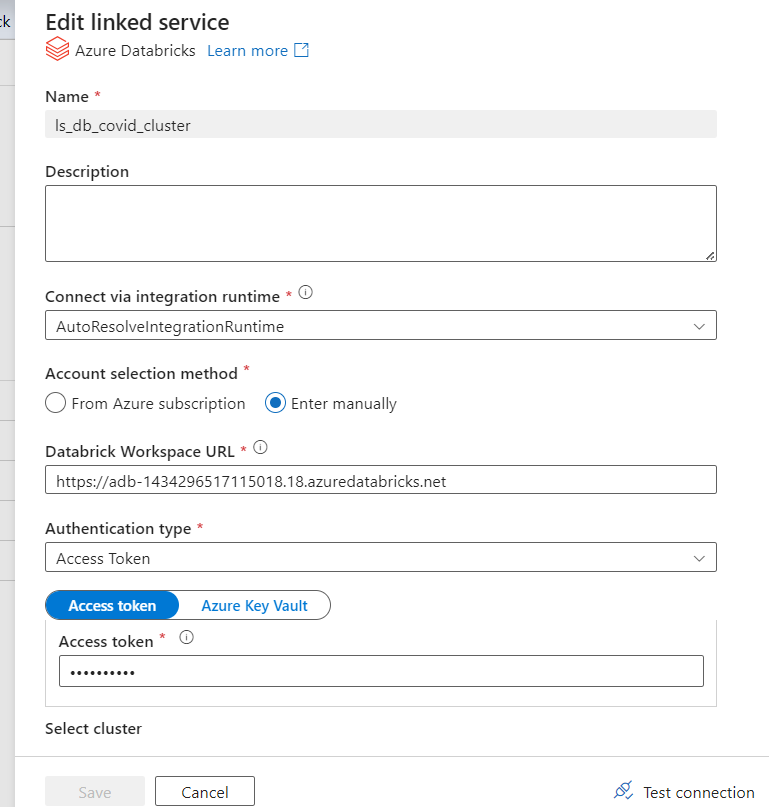 ck
Edit linked service
Azure Databricks Learn more
Name *
ls_db_covid_cluster
Description
Connect via integration runtime *
AutoResolveIntegrationRuntime
Account selection method *
From Azure subscription Enter manually
Databrick Workspace URL *
https://adb-1434296517115018.18.azuredatabricks.net
Authentication type *
Access Token
Access token Azure Key Vault
Access token *
••••••••••
Select cluster
Save Cancel Test connection